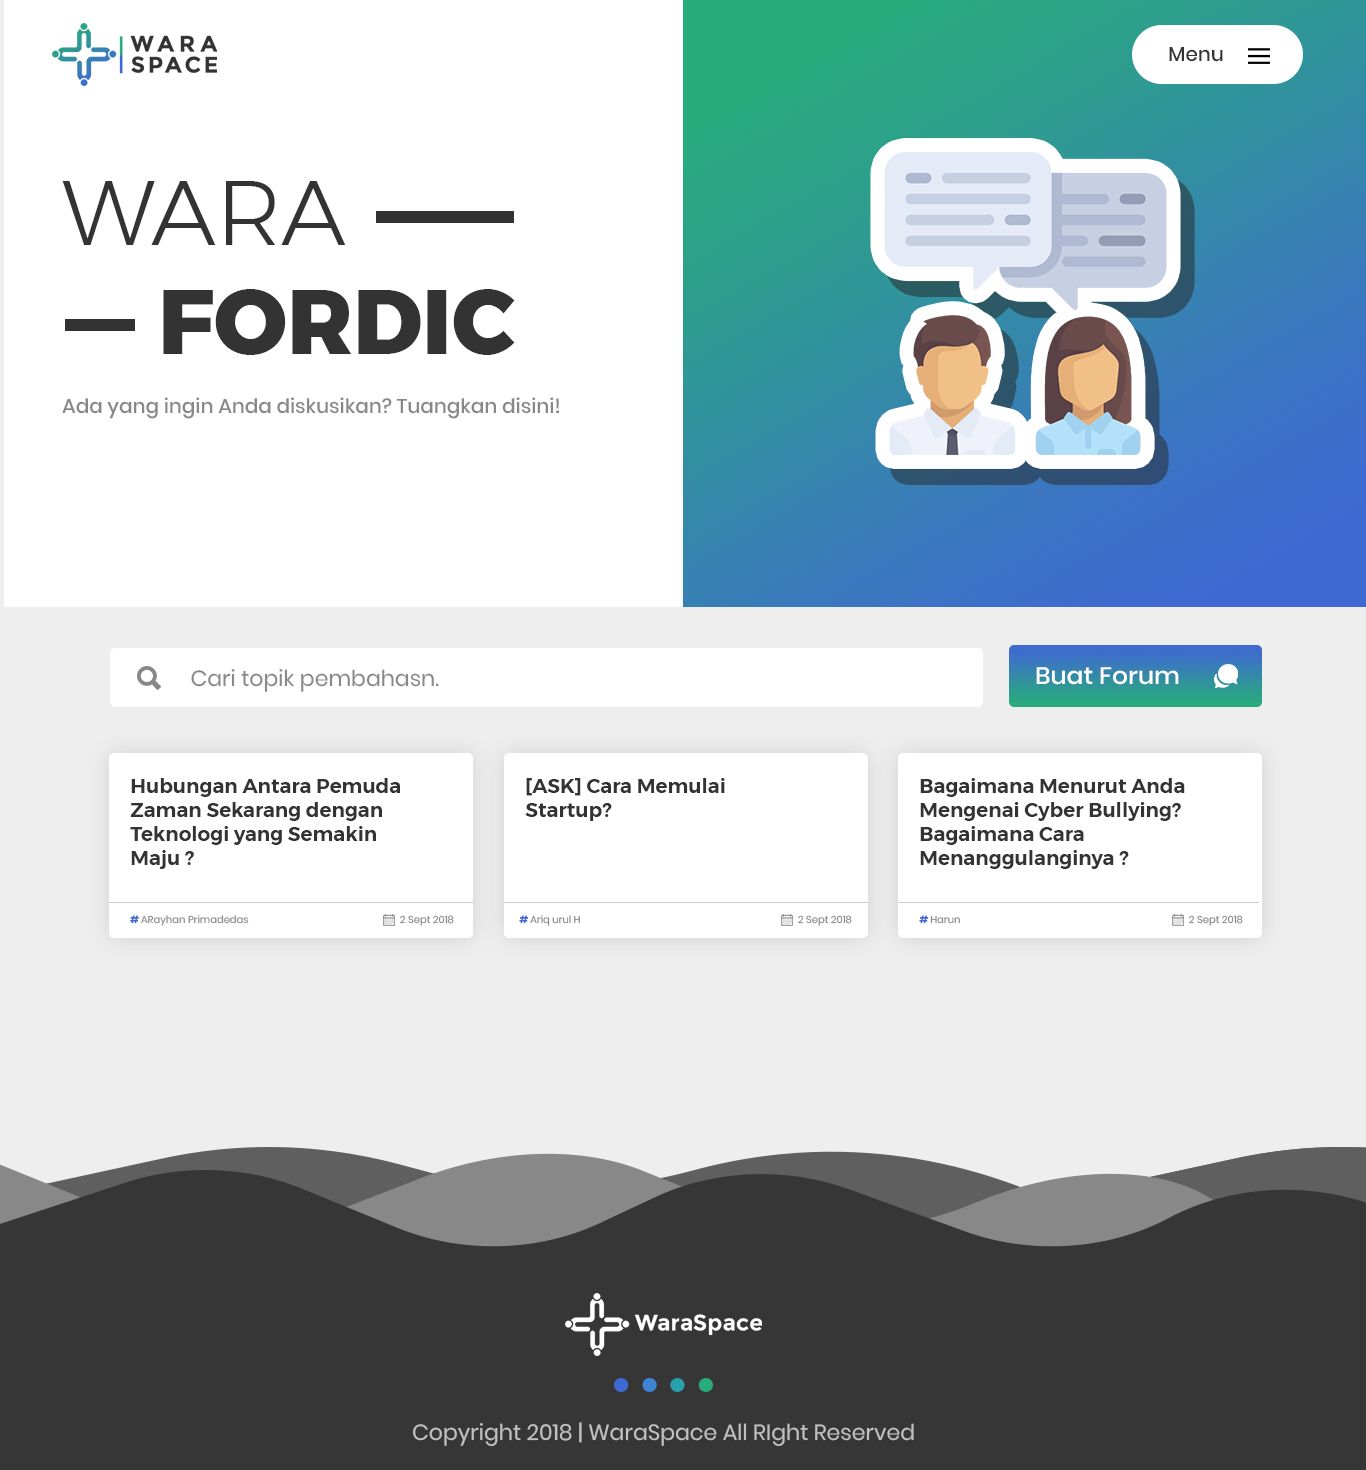 WARA
SPACE
Menu
WARA
FORDIC
Ada yang ingin Anda diskusikan? Tuangkan disini!
Cari topik pembahasn.
Buat Forum
Hubungan Antara Pemuda
Zaman Sekarang dengan
Teknologi yang Semakin
Maju ?
# ARayhan Primadedas
2 Sept 2018
[ASK] Cara Memulai
Startup?
# Ariq urul H
2 Sept 2018
Bagaimana Menurut Anda
Mengenai Cyber Bullying?
Bagaimana Cara
Menanggulanginya ?
# Harun
2 Sept 2018
WaraSpace
Copyright 2018 | WaraSpace All RIght Reserved